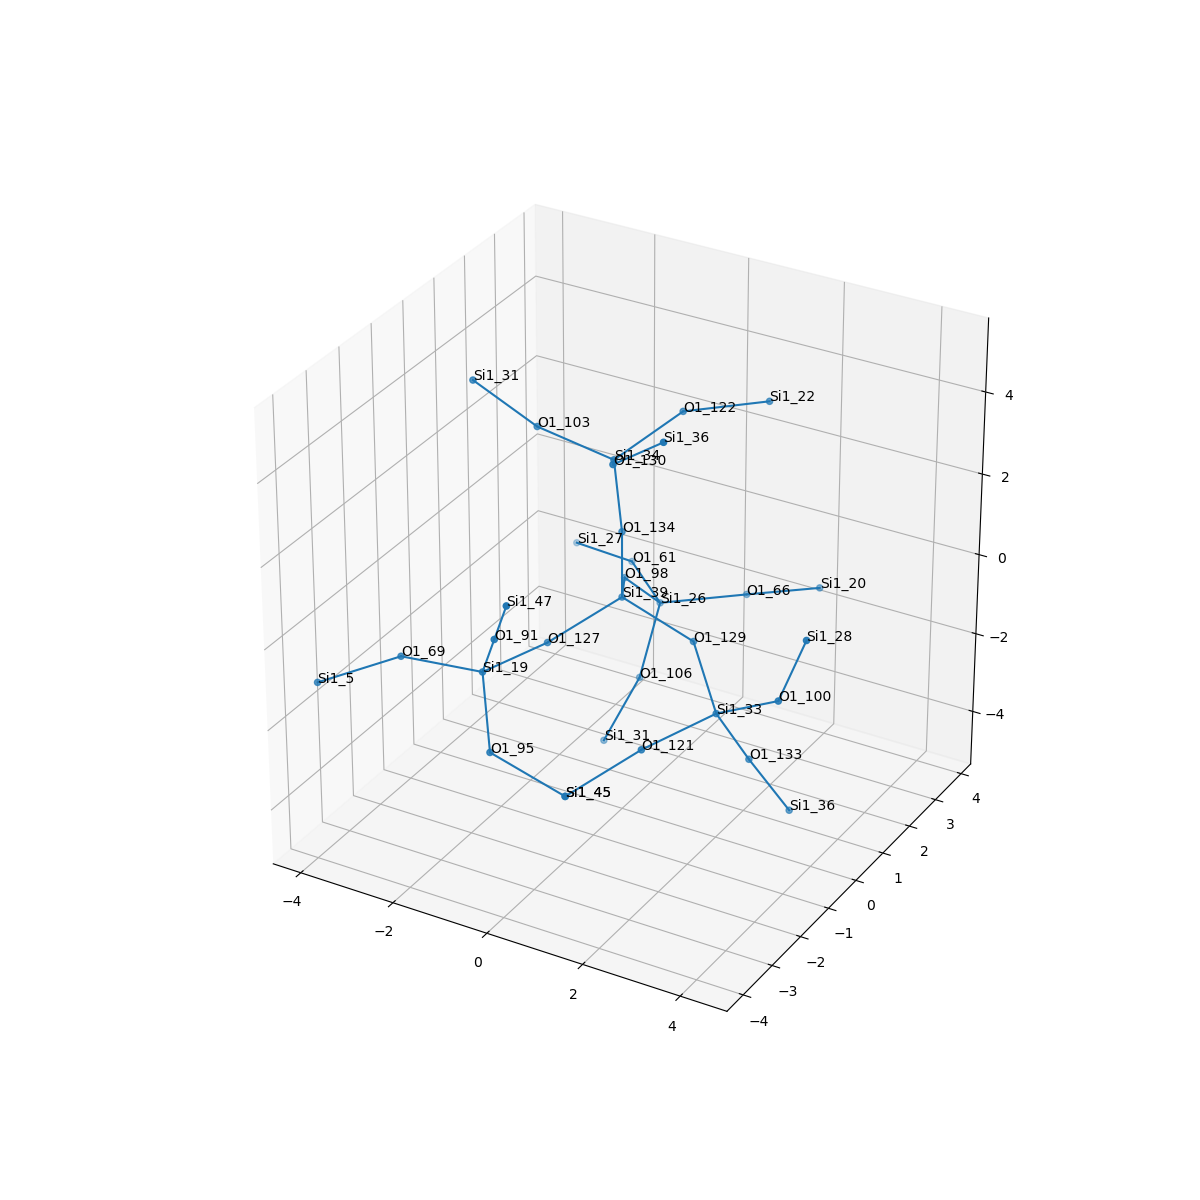 Si1_31
Si1_22
O1_122
O1_103
Si1_36
Si1_34
O1_130
O1_134
Si1_27
O1_61
O1_98
Si1_20
O1_66
Si1_39
Si1_26
Si1_47
O1_91
O1_127
O1_129
Si1_28
O1_69
Si1_19
Si1_5
O1_106
O1_100
Si1_33
Si1_31
O1_121
O1_95
O1_133
Si1_45
Si1_36
4
2
0
−2
−4
−4
−2
0
2
4
−4
−3
−2
−1
0
1
2
3
4